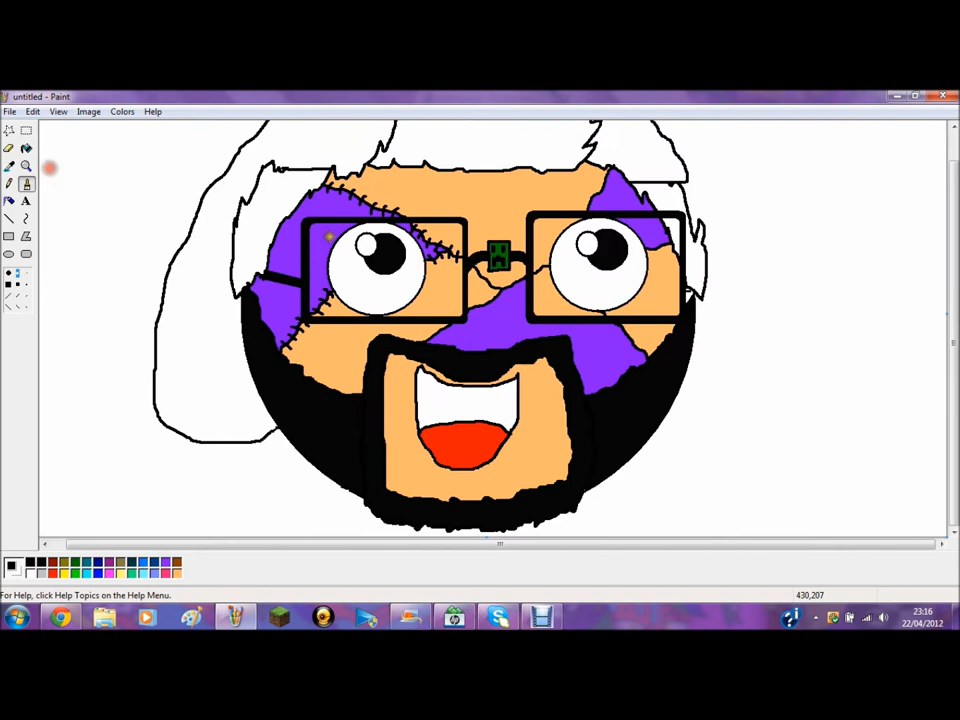 untitled - Paint
File Edit View Image Colors Help
A
For Help, click Help Topics on the Help Menu.
430,207
hp
23:16
22/04/2012